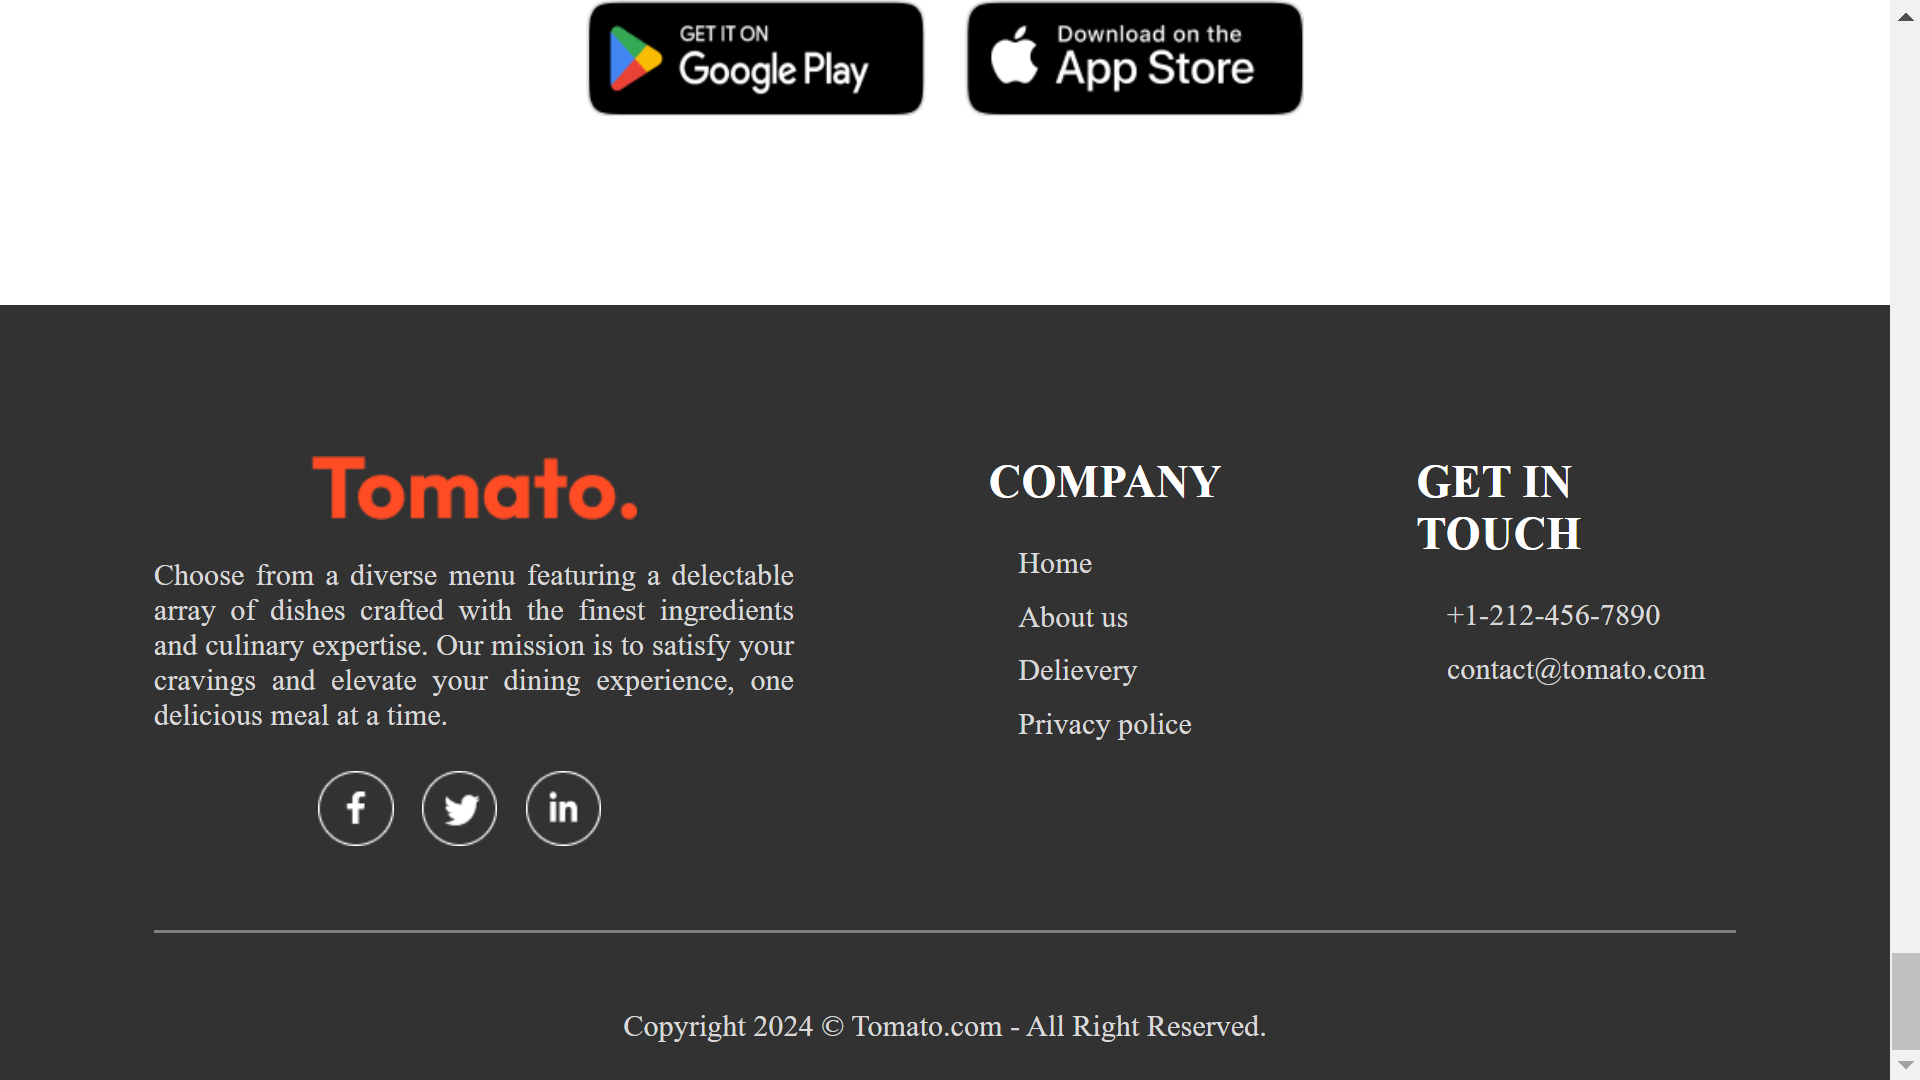 GET IT ON
Google Play
Download on the
App Store
Tomato.
Choose from a diverse menu featuring a delectable
array of dishes crafted with the finest ingredients
and culinary expertise. Our mission is to satisfy your
cravings and elevate your dining experience, one
delicious meal at a time.
f
in
COMPANY
Home
About us
Delievery
Privacy police
GET IN
TOUCH
+1-212-456-7890
contact@tomato.com
Copyright 2024 © Tomato.com - All Right Reserved.